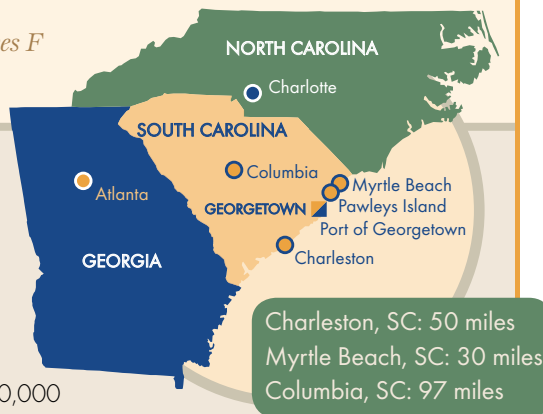 es F
NORTH CAROLINA
Charlotte
SOUTH CAROLINA
Columbia
Myrtle Beach
Atlanta
GEORGETOWN
Pawleys Island
Port of Georgetown
Charleston
GEORGIA
Charleston, SC: 50 miles
Myrtle Beach, SC: 30 miles
Columbia, SC: 97 miles
0,000